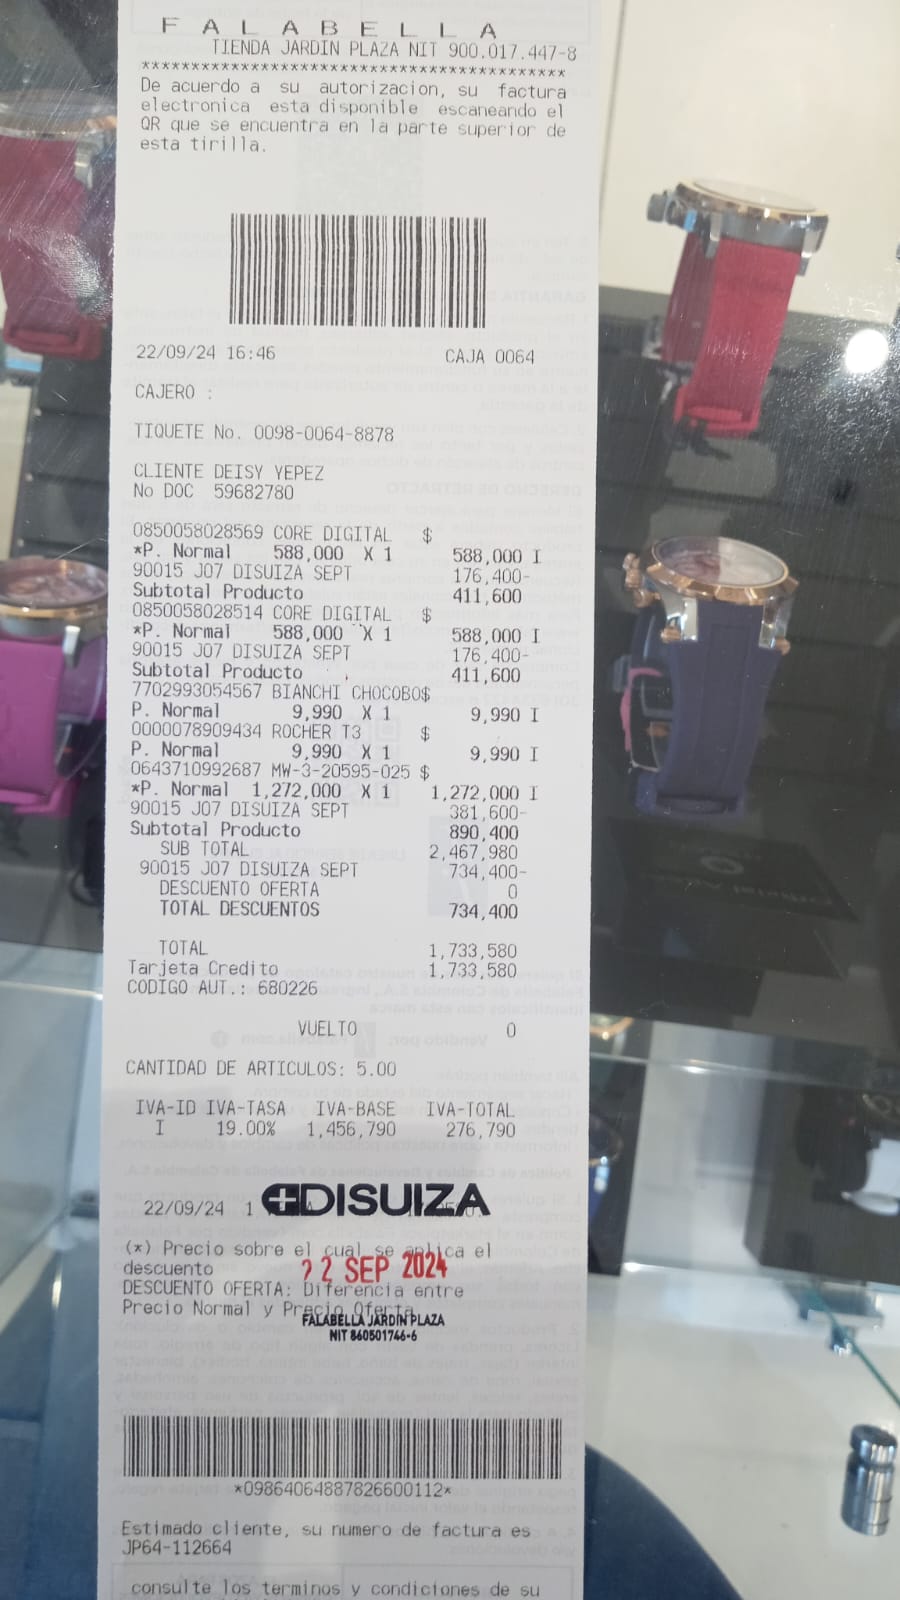 F A L A B E L L A
TIENDA JARDIN PLAZA NIT 900.017.447-8
******************************************
De acuerdo a su autorizacion, su factura
electronica esta disponible escaneando el
QR que se encuentra en la parte superior de
esta tirilla.
22/09/24 16:46 CAJA 0064
CAJERO :
TIQUETE No. 0098-0064-8878
CLIENTE DEISY YEPEZ
No DOC 59682780
0850058028569 CORE DIGITAL $
*P. Normal 588,000 X 1 588,000 I
90015 J07 DISUIZA SEPT 176,400-
Subtotal Producto 411,600
0850058028514 CORE DIGITAL $
*P. Normal 588,000 X 1 588,000 I
90015 J07 DISUIZA SEPT 176,400-
Subtotal Producto 411,600
7702993054567 BIANCHI CHOCOBO$
P. Normal 9,990 X 1 9,990 I
0000078909434 ROCHER T3 $
P. Normal 9,990 X 1 9,990 I
0643710992687 MW-3-20595-025 $
*P. Normal 1,272,000 X 1 1,272,000 I
90015 J07 DISUIZA SEPT 381,600-
Subtotal Producto 890,400
SUB TOTAL 2,467,980
90015 J07 DISUIZA SEPT 734,400-
DESCUENTO OFERTA 0
TOTAL DESCUENTOS 734,400
TOTAL 1,733,580
Tarjeta Credito 1,733,580
CODIGO AUT.: 680226
VUELTO 0
CANTIDAD DE ARTICULOS: 5.00
IVA-ID IVA-TASA IVA-BASE IVA-TOTAL
I 19.00% 1,456,790 276,790
22/09/24 1 DISUIZA
(*) Precio sobre el cual se aplica el
descuento
22 SEP 2024
DESCUENTO OFERTA: Diferencia entre
Precio Normal y Precio Oferta
FALABELLA JARDIN PLAZA
NIT 860501746-6
*09864064887826600112*
Estimado cliente, su numero de factura es
JP64-112664
consulte los terminos y condiciones de su